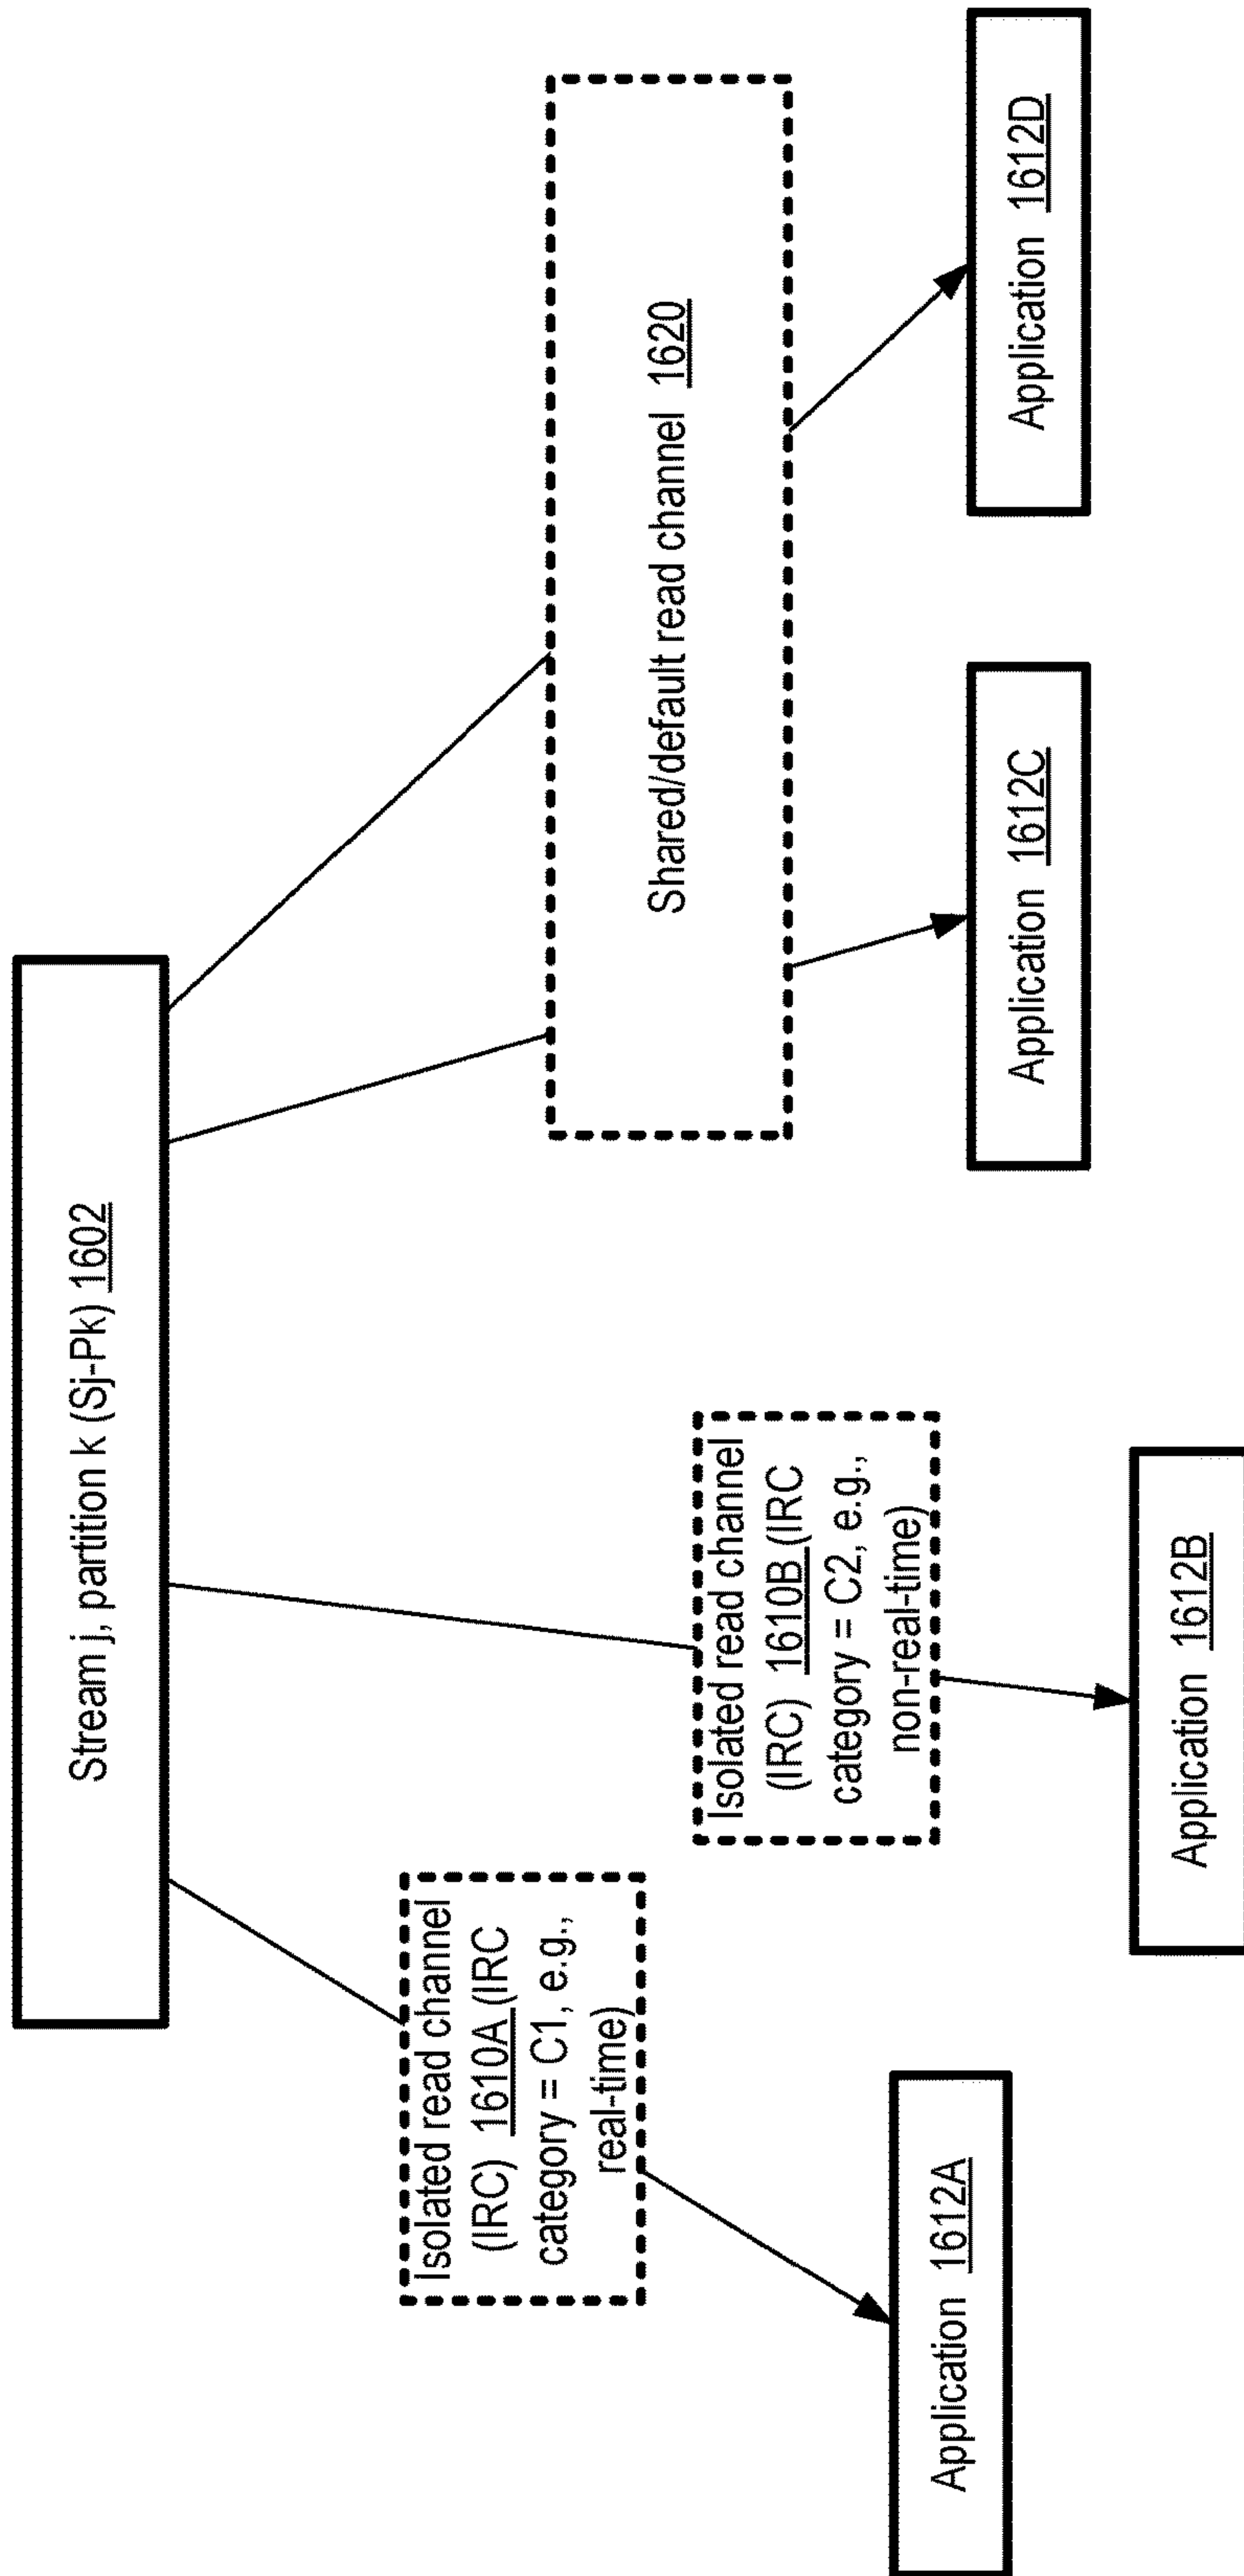 Stream j, partition k (Sj-Pk) 1602
Isolated read channel
(IRC) 1610A (IRC
category = C1, e.g.,
real-time)
Isolated read channel
(IRC) 1610B (IRC
category = C2, e.g.,
non-real-time)
Shared/default read channel 1620
Application 1612A
Application 1612B
Application 1612C
Application 1612D